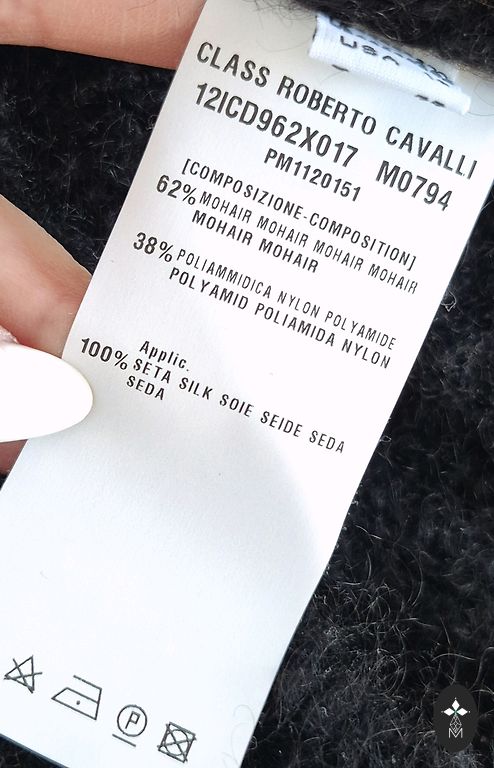 USA
CLASS ROBERTO CAVALLI
12ICD962X017 M0794
PM1120151
[COMPOSIZIONE-COMPOSITION]
62% MOHAIR MOHAIR MOHAIR MOHAIR
MOHAIR MOHAIR
38% POLIAMMIDICA NYLON POLYAMIDE
POLYAMID POLIAMIDA NYLON
Applic.
100% SETA SILK SOIE SEIDE SEDA
SEDA
P
M